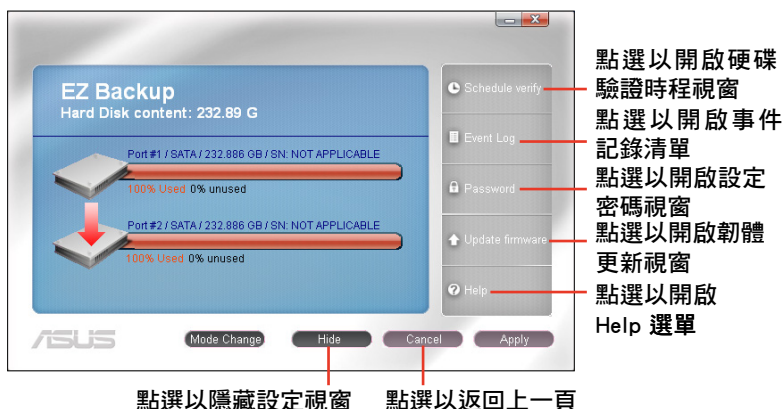 EZ Backup
Hard Disk content: 232.89 G
Port#1 / SATA / 232.886 GB / SN: NOT APPLICABLE
100% Used 0% unused
Port#2 / SATA / 232.886 GB / SN: NOT APPLICABLE
100% Used 0% unused
Schedule verify
Event Log
Password
Update firmware
Help
ASUS
Mode Change
Hide
Cancel
Apply
點選以開啟硬碟
驗證時程視窗
點選以開啟事件
記錄清單
點選以開啟設定
密碼視窗
點選以開啟韌體
更新視窗
點選以開啟
Help 選單
點選以隱藏設定視窗
點選以返回上一頁